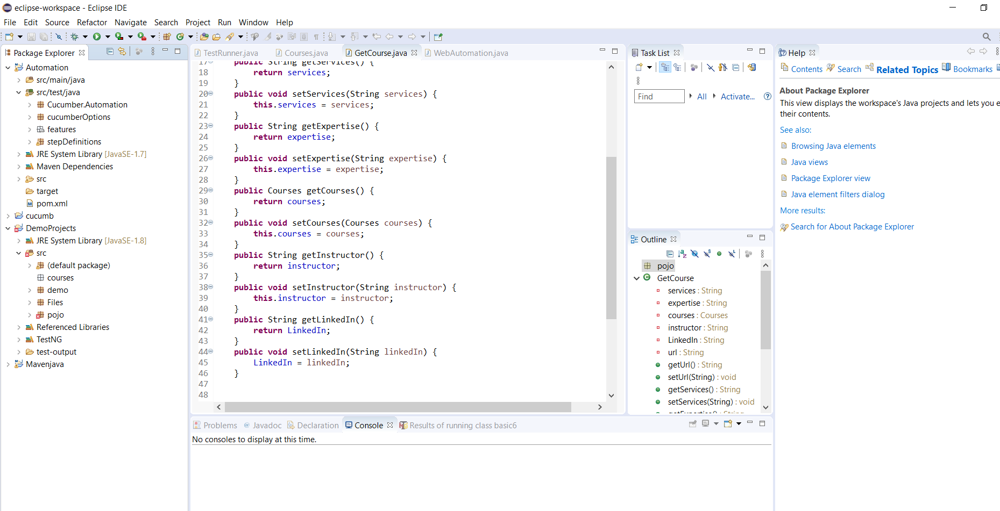 eclipse-workspace - Eclipse IDE
File Edit Source Refactor Navigate Search Project Run Window Help
Package Explorer
Automation
src/main/java
src/test/java
Cucumber.Automation
cucumberOptions
features
stepDefinitions
JRE System Library [JavaSE-1.7]
Maven Dependencies
src
target
pom.xml
cucumb
DemoProjects
JRE System Library [JavaSE-1.8]
src
(default package)
courses
demo
Files
pojo
Referenced Libraries
TestNG
test-output
Mavenjava
TestRunner.java Courses.java GetCourse.java WebAutomation.java
17 public String getServices() {
18 return services;
19 }
20 public void setServices(String services) {
21 this.services = services;
22 }
23 public String getExpertise() {
24 return expertise;
25 }
26 public void setExpertise(String expertise) {
27 this.expertise = expertise;
28 }
29 public Courses getCourses() {
30 return courses;
31 }
32 public void setCourses(Courses courses) {
33 this.courses = courses;
34 }
35 public String getInstructor() {
36 return instructor;
37 }
38 public void setInstructor(String instructor) {
39 this.instructor = instructor;
40 }
41 public String getLinkedIn() {
42 return LinkedIn;
43 }
44 public void setLinkedIn(String linkedIn) {
45 LinkedIn = linkedIn;
46 }
47
48
Problems @ Javadoc Declaration Console Results of running class basic6
No consoles to display at this time.
Task List
Find All Activate...
Outline
pojo
GetCourse
services : String
expertise : String
courses : Courses
instructor : String
LinkedIn : String
url : String
getUrl() : String
setUrl(String) : void
getServices() : String
setServices(String) : void
getExpertise() : String
Help
Contents Search Related Topics Bookmarks
About Package Explorer
This view displays the workspace's Java projects and lets you e
their contents.
See also:
Browsing Java elements
Java views
Package Explorer view
Java element filters dialog
More results:
Search for About Package Explorer